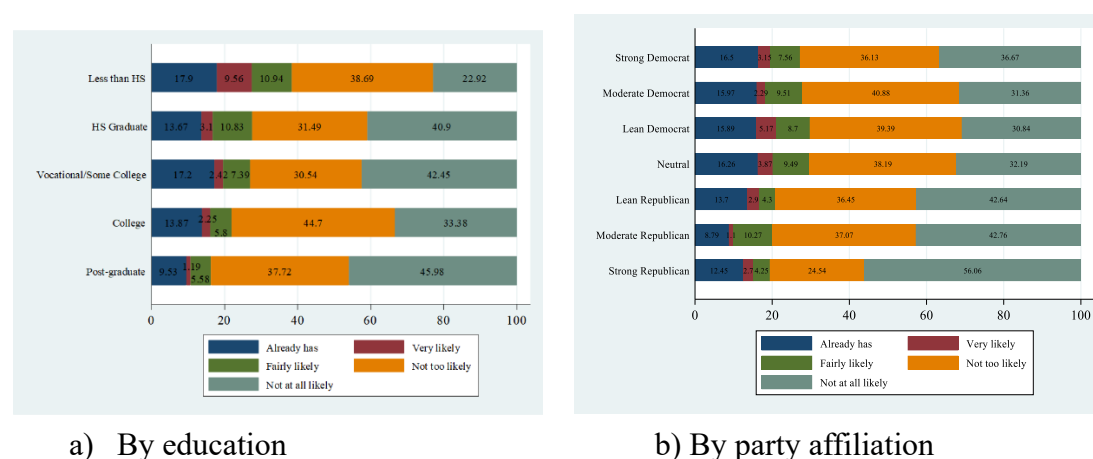 Less than HS 17.9 9.56 10.94 38.69 22.92
HS Graduate 13.67 3.1 10.83 31.49 40.9
Vocational/Some College 17.2 2.42 7.39 30.54 42.45
College 13.87 2.25 5.8 44.7 33.38
Post-graduate 9.53 1.19 5.58 37.72 45.98
0 20 40 60 80 100
Already has Very likely
Fairly likely Not too likely
Not at all likely
a) By education
Strong Democrat 16.5 3.15 7.56 36.13 36.67
Moderate Democrat 15.97 2.29 9.51 40.88 31.36
Lean Democrat 15.89 5.17 8.7 39.39 30.84
Neutral 16.26 3.87 9.49 38.19 32.19
Lean Republican 13.7 2.9 4.3 36.45 42.64
Moderate Republican 8.79 1.1 10.27 37.07 42.76
Strong Republican 12.45 2.7 4.25 24.54 56.06
0 20 40 60 80 100
Already has Very likely
Fairly likely Not too likely
Not at all likely
b) By party affiliation